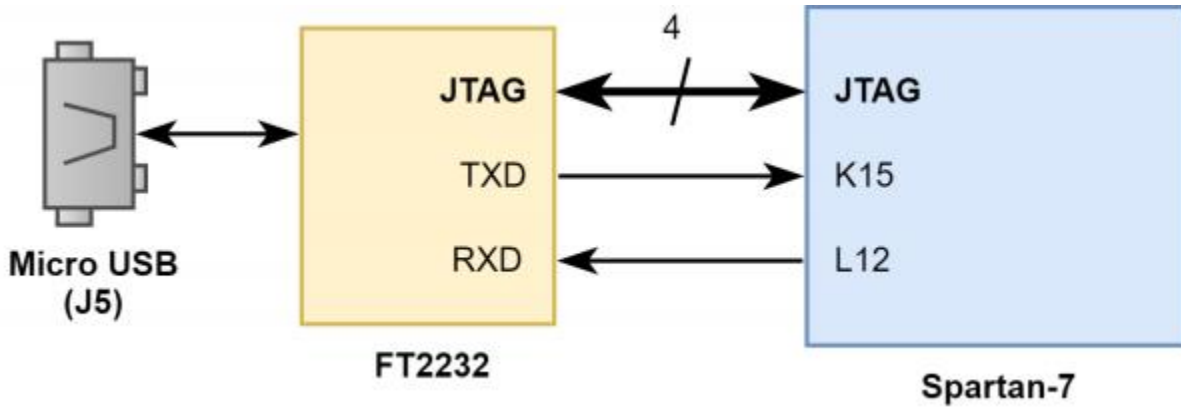 4
JTAG
JTAG
TXD
K15
RXD
L12
Micro USB
(J5)
FT2232
Spartan-7